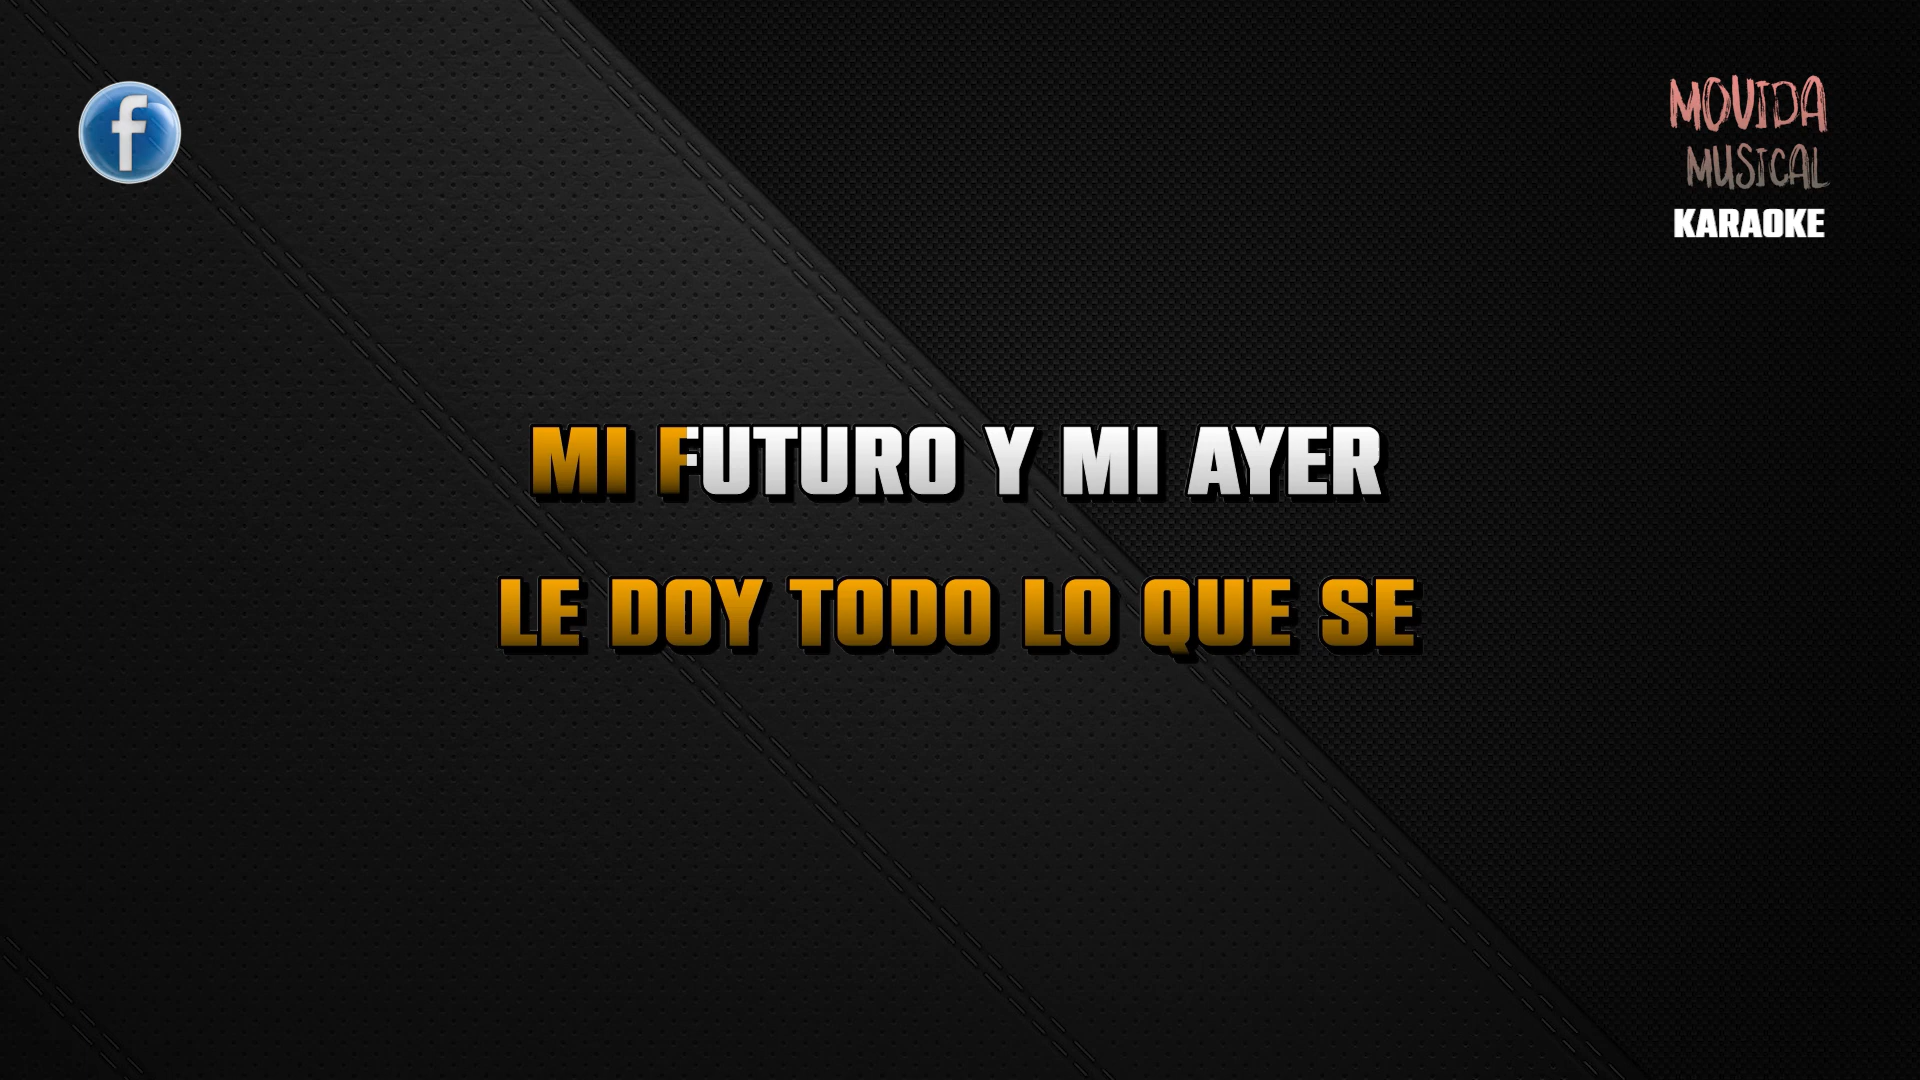 f
MOVIDA
MUSICAL
KARAOKE
MI FUTURO Y MI AYER
LE DOY TODO LO QUE SE